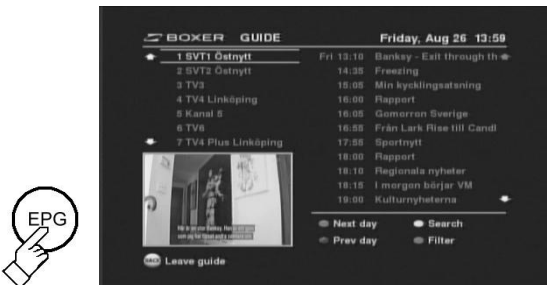 BOXER GUIDE Friday, Aug 26 13:59
1 SVT1 Östnytt Fri 13:10 Banksy - Exit through th
2 SVT2 Östnytt 14:35 Freezing
3 TV3 15:05 Min kycklingsatsning
4 TV4 Linköping 16:00 Rapport
5 Kanal 5 16:05 Gomorron Sverige
6 TV6 16:55 Från Lark Rise till Candl
7 TV4 Plus Linköping 17:55 Sportnytt
18:00 Rapport
18:10 Regionala nyheter
18:15 I morgon börjar VM
19:00 Kulturnyheterna
Next day Search
Prev day Filter
Leave guide
EPG